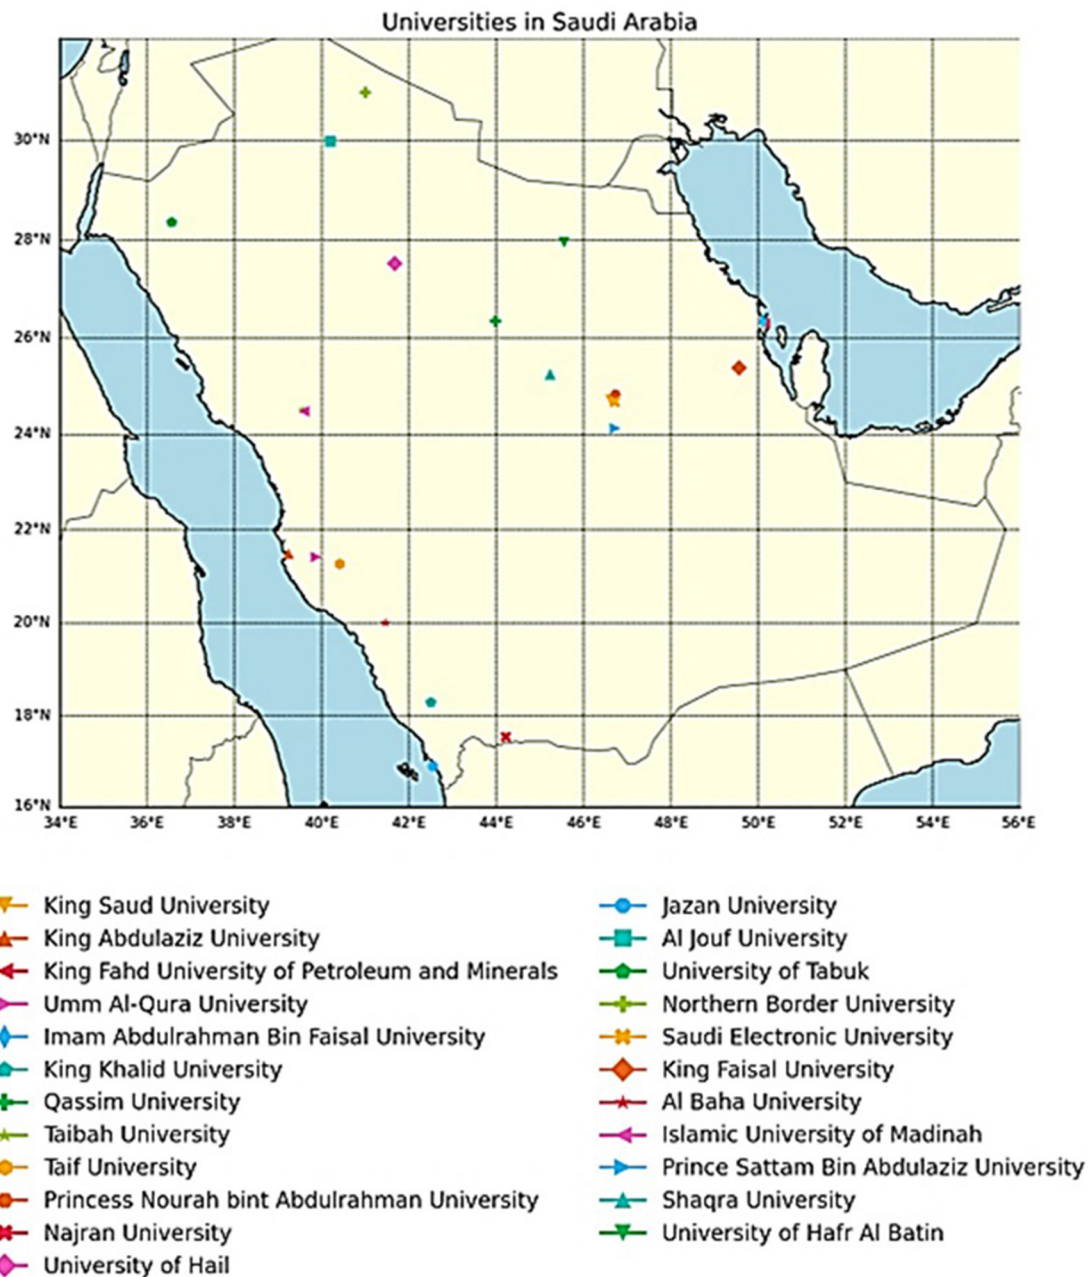 Universities in Saudi Arabia
30°N
28°N
26°N
24°N
22°N
20°N
18°N
16°N
34°E 36°E 38°E 40°E 42°E 44°E 46°E 48°E 50°E 52°E 54°E 56°E
King Saud University
King Abdulaziz University
King Fahd University of Petroleum and Minerals
Umm Al-Qura University
Imam Abdulrahman Bin Faisal University
King Khalid University
Qassim University
Taibah University
Taif University
Princess Nourah bint Abdulrahman University
Najran University
University of Hail
Jazan University
Al Jouf University
University of Tabuk
Northern Border University
Saudi Electronic University
King Faisal University
Al Baha University
Islamic University of Madinah
Prince Sattam Bin Abdulaziz University
Shaqra University
University of Hafr Al Batin